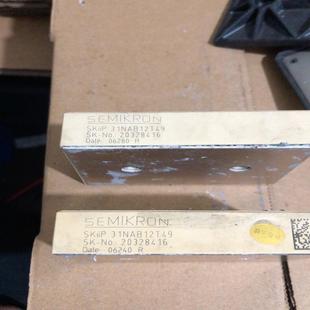 SEMIKRON
SKiiP 31NAB12T49
SK-No. 20328416
Date: 06280 R
SEMIKRON
SKiiP 31NAB12T49
SK-No. 20328416
Date: 06240 R